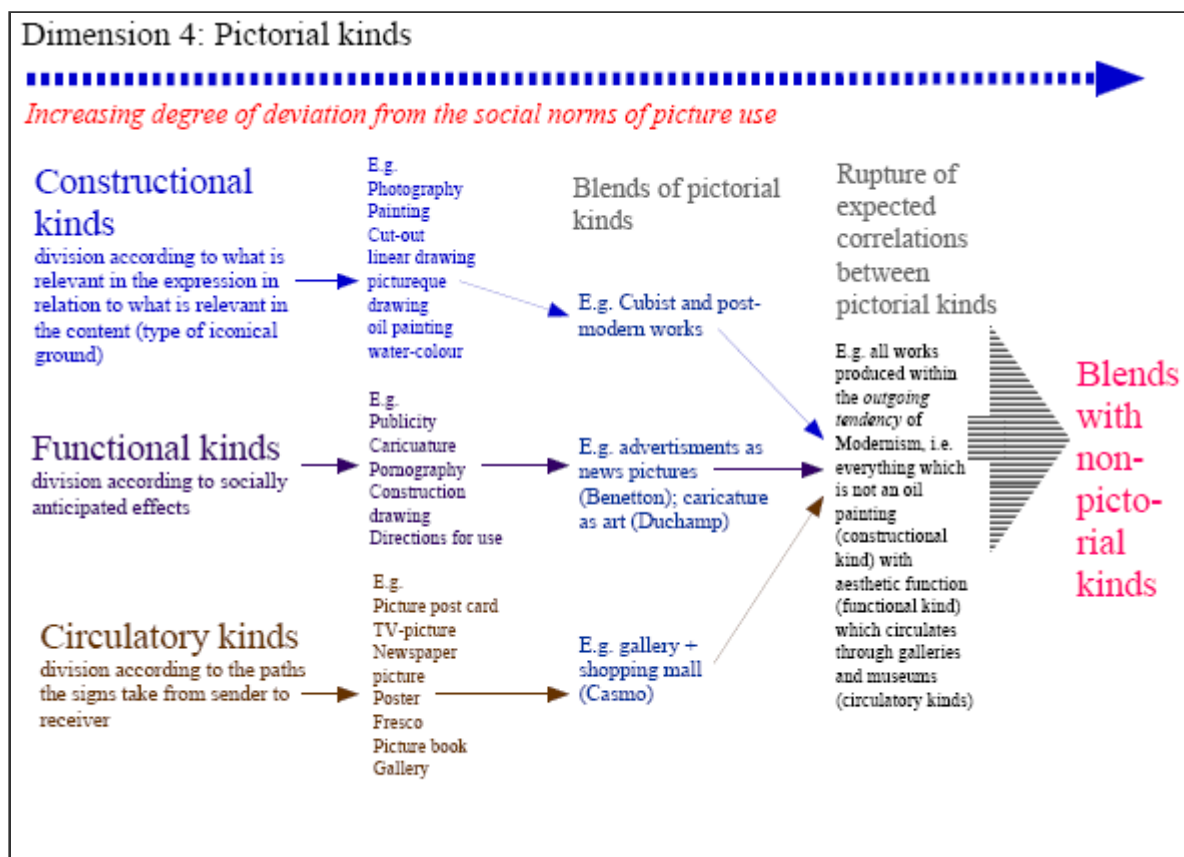 Dimension 4: Pictorial kinds
Increasing degree of deviation from the social norms of picture use
Constructional
kinds
division according to what is
relevant in the expression in
relation to what is relevant in
the content (type of iconical
ground)
E.g.
Photography
Painting
Cut-out
linear drawing
pictureque
drawing
oil painting
water-colour
Blends of pictorial
kinds
E.g. Cubist and post-
modern works
Rupture of
expected
correlations
between
pictorial kinds
E.g. all works
produced within
the outgoing
tendency of
Modernism, i.e.
everything which
is not an oil
painting
(constructional
kind) with
aesthetic function
(functional kind)
which circulates
through galleries
and museums
(circulatory kinds)
Blends
with
non-
picto-
rial
kinds
Functional kinds
division according to socially
anticipated effects
E.g.
Publicity
Caricuature
Pornography
Construction
drawing
Directions for use
E.g. advertisments as
news pictures
(Benetton); caricature
as art (Duchamp)
Circulatory kinds
division according to the paths
the signs take from sender to
receiver
E.g.
Picture post card
TV-picture
Newspaper
picture
Poster
Fresco
Picture book
Gallery
E.g. gallery +
shopping mall
(Casmo)